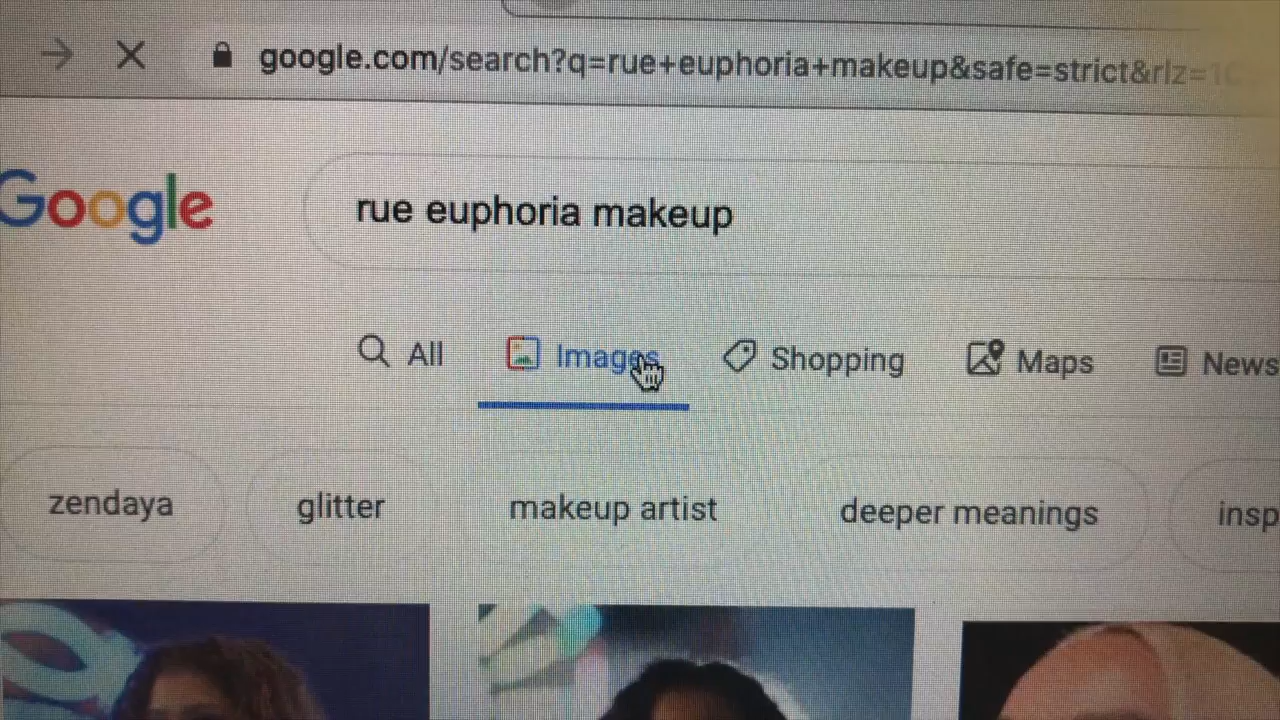 google.com/search?q=rue+euphoria+makeup&safe=strict&rlz=1C
Google
rue euphoria makeup
All Images Shopping Maps News
zendaya glitter makeup artist deeper meanings insp